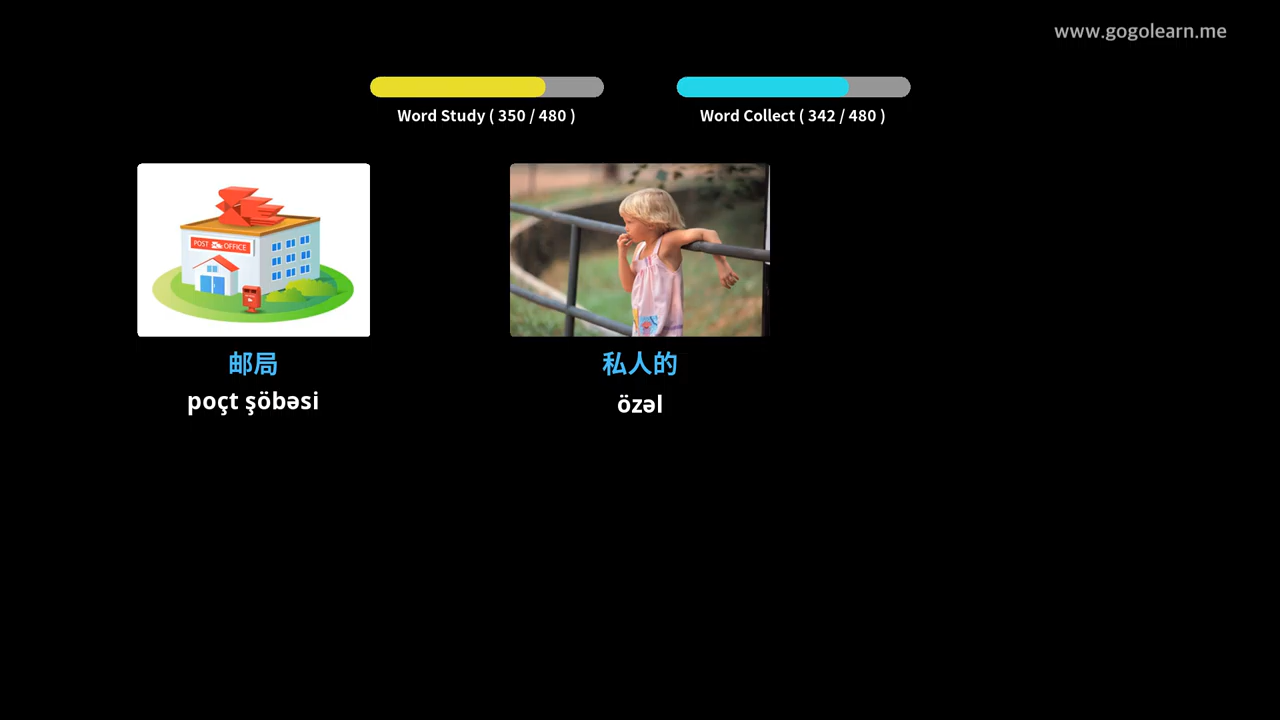 www.gogolearn.me
Word Study ( 350 / 480 )
Word Collect ( 342 / 480 )
POST OFFICE
邮局
私人的
poçt şöbəsi
özəl